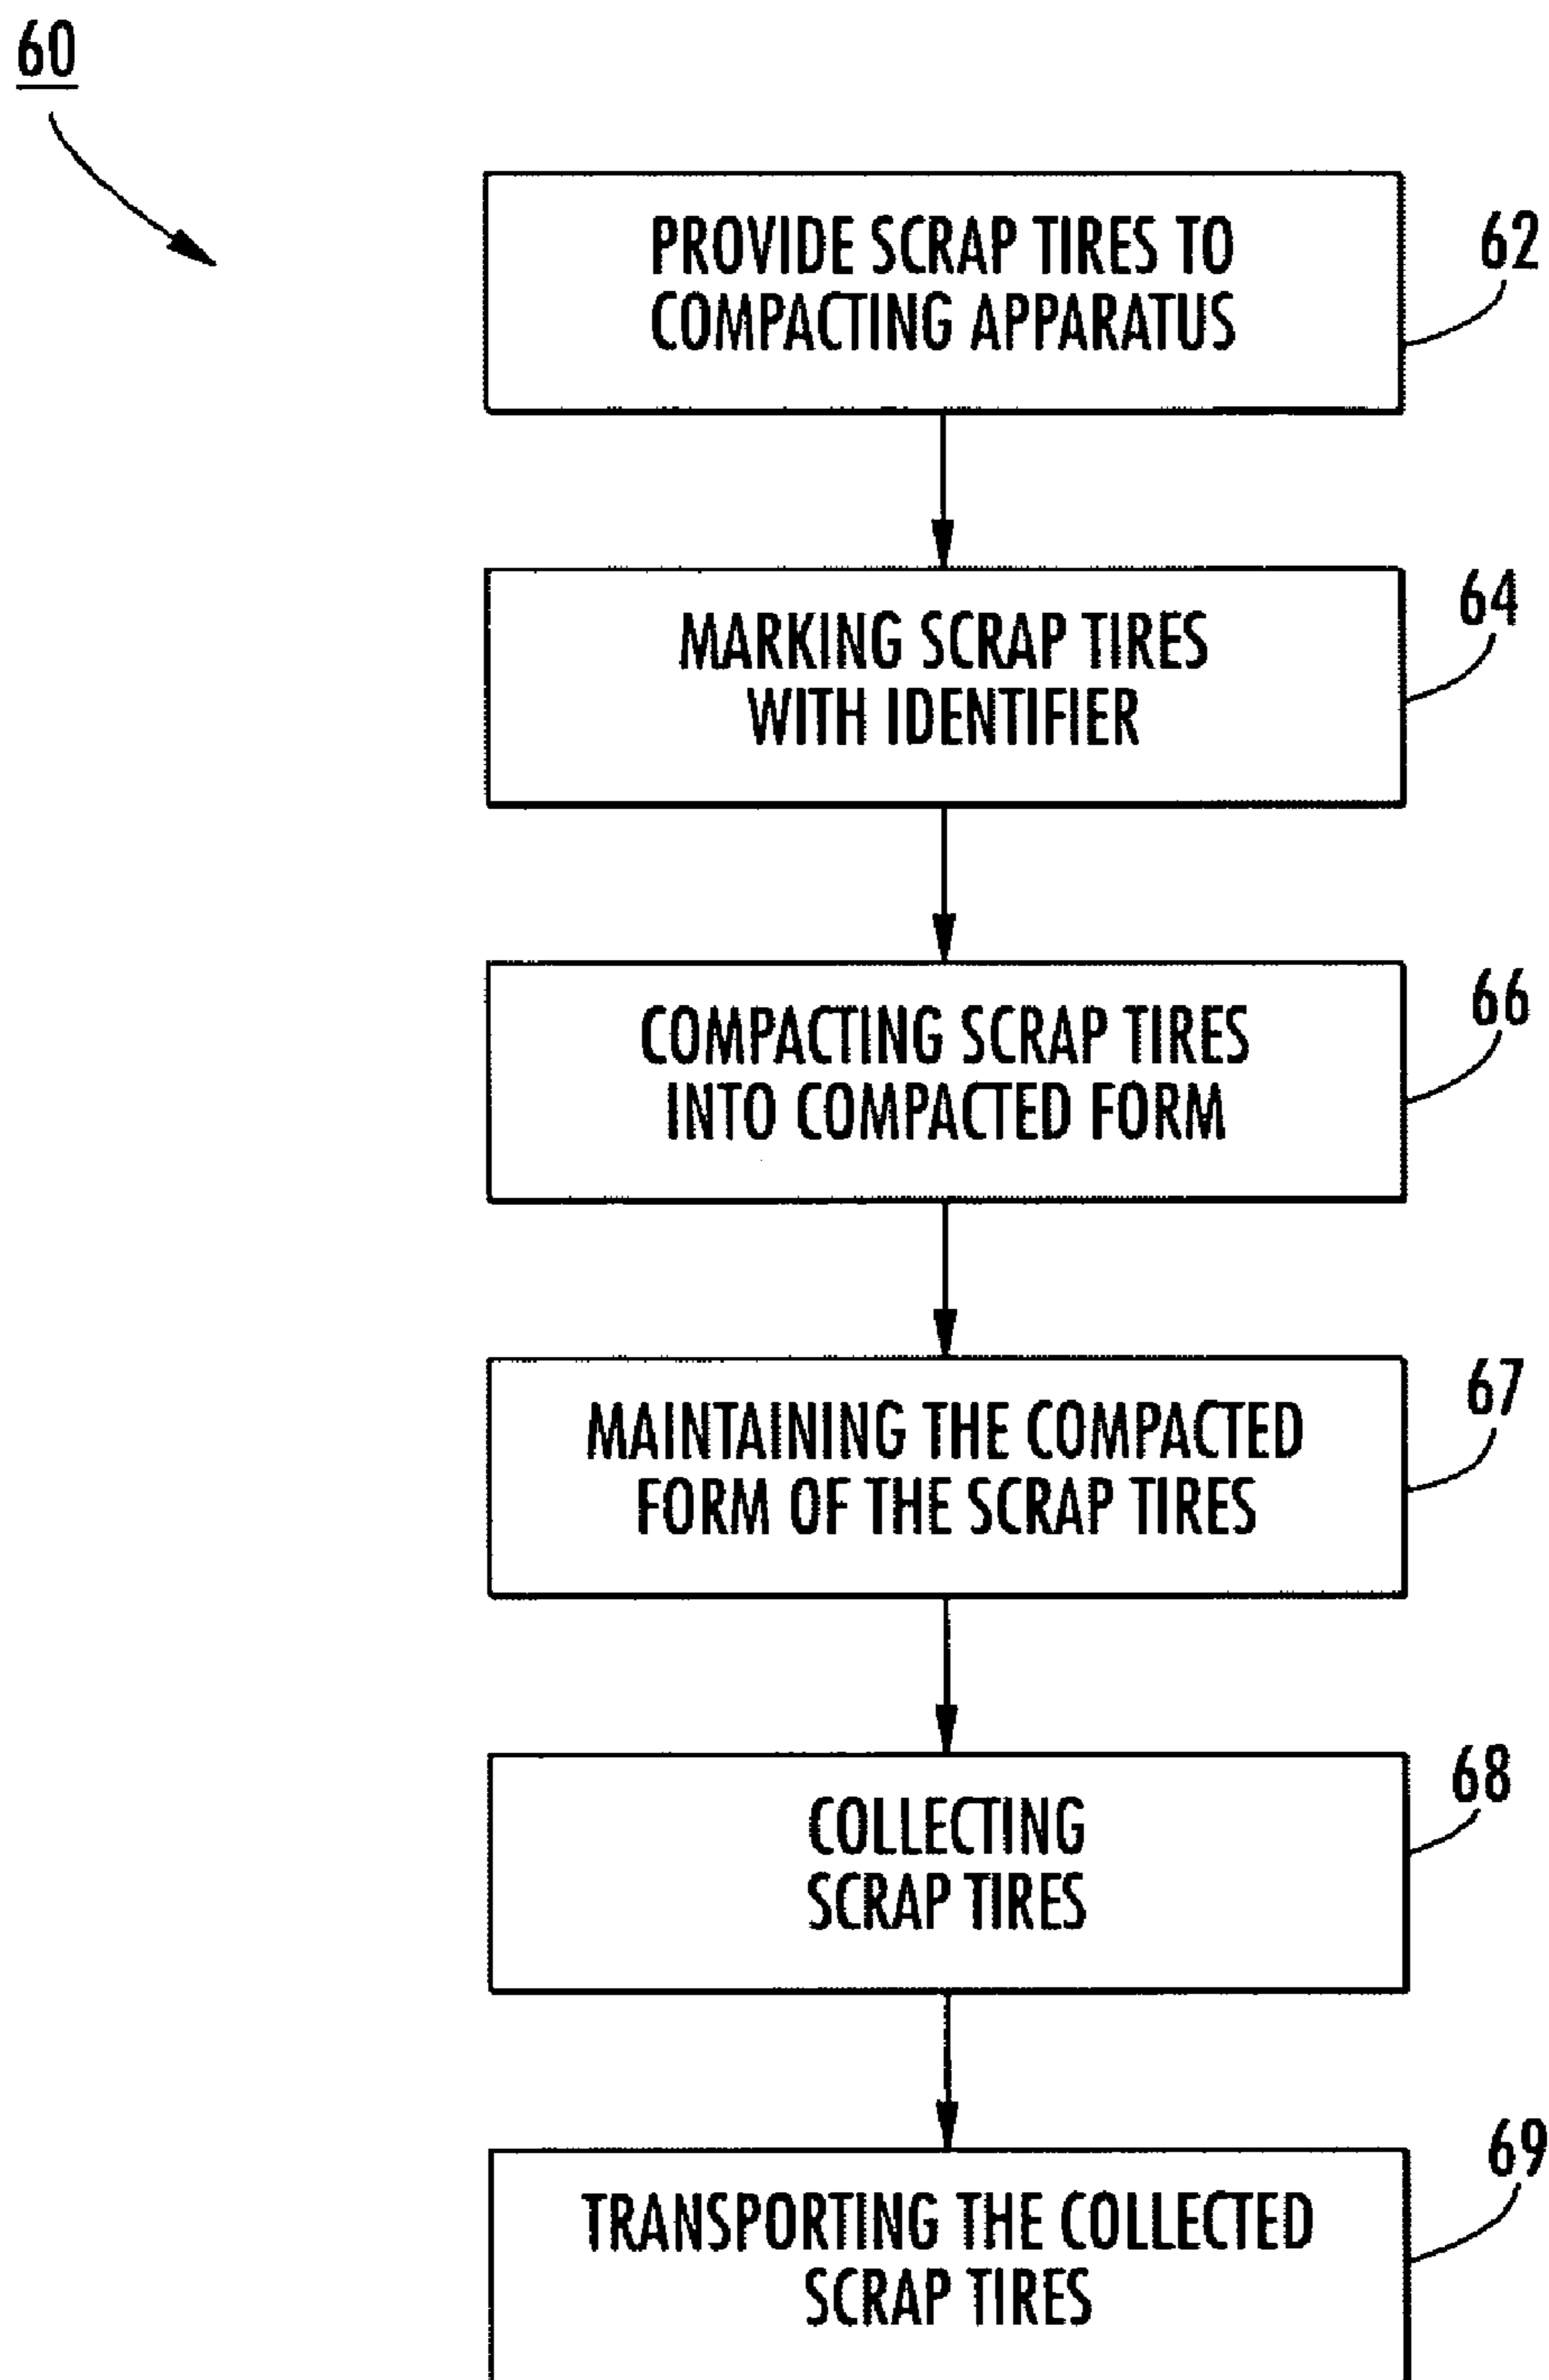 60
PROVIDE SCRAP TIRES TO
COMPACTING APPARATUS
62
MARKING SCRAP TIRES
WITH IDENTIFIER
64
COMPACTING SCRAP TIRES
INTO COMPACTED FORM
66
MAINTAINING THE COMPACTED
FORM OF THE SCRAP TIRES
67
COLLECTING
SCRAP TIRES
68
TRANSPORTING THE COLLECTED
SCRAP TIRES
69